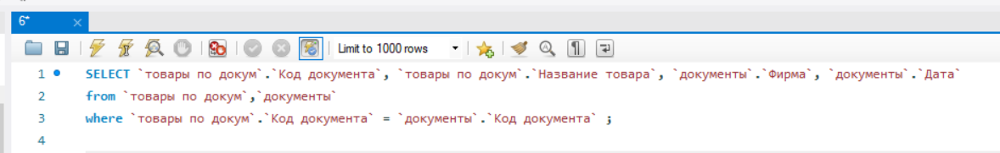 6*
Limit to 1000 rows
1 SELECT `товары по докум`.`Код документа`, `товары по докум`.`Название товара`, `документы`.`Фирма`, `документы`.`Дата`
2 from `товары по докум`,`документы`
3 where `товары по докум`.`Код документа` = `документы`.`Код документа` ;
4